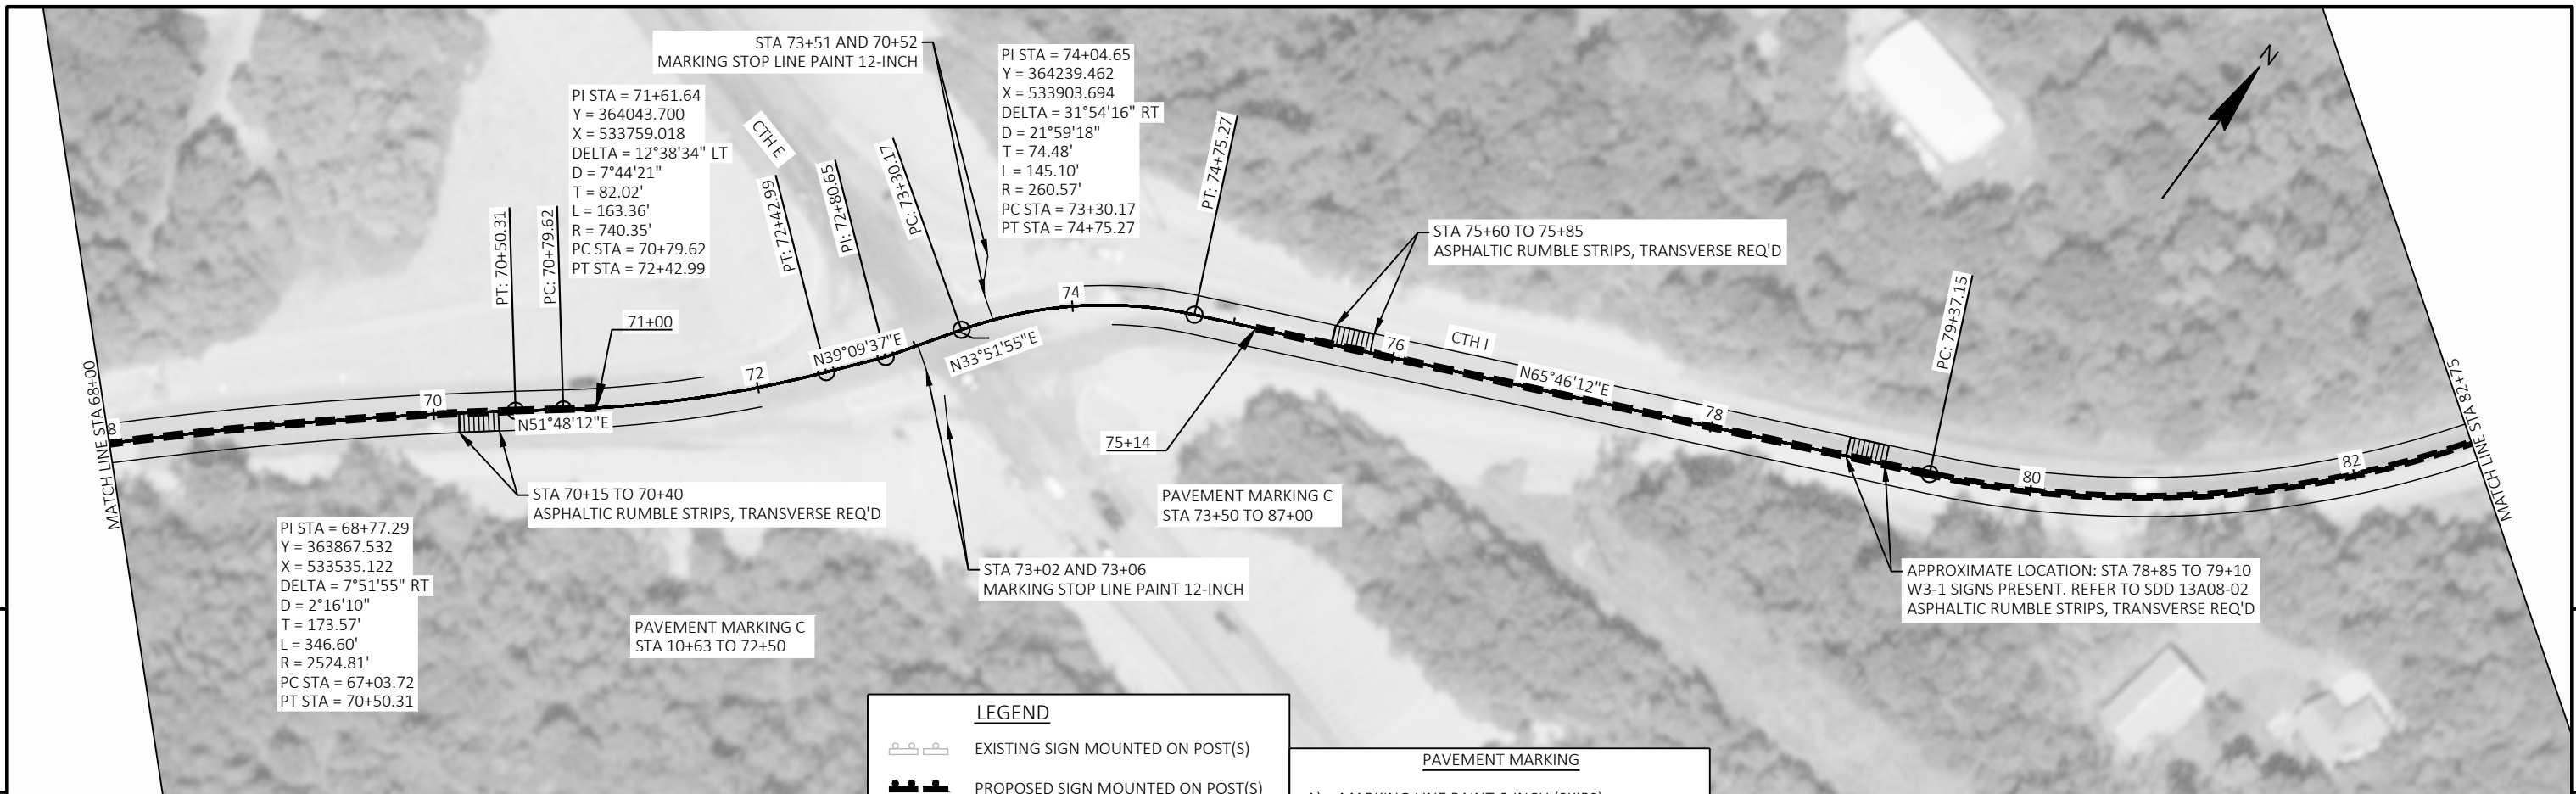 STA 73+51 AND 70+52
MARKING STOP LINE PAINT 12-INCH
PI STA = 74+04.65
Y = 364239.462
X = 533903.694
DELTA = 31°54'16" RT
D = 21°59'18"
T = 74.48'
L = 145.10'
R = 260.57'
PC STA = 73+30.17
PT STA = 74+75.27
PI STA = 71+61.64
Y = 364043.700
X = 533759.018
DELTA = 12°38'34" LT
D = 7°44'21"
T = 82.02'
L = 163.36'
R = 740.35'
PC STA = 70+79.62
PT STA = 72+42.99
CTH E
N
PT: 70+50.31
PC: 70+79.62
PT: 72+42.99
PI: 72+80.65
PC: 73+30.17
PT: 74+75.27
STA 75+60 TO 75+85
ASPHALTIC RUMBLE STRIPS, TRANSVERSE REQ'D
PC: 79+37.15
71+00
74
N39°09'37"E
N33°51'55"E
72
70
N51°48'12"E
76
CTH I
N65°46'12"E
78
80
82
8
MATCH LINE STA 68+00
MATCH LINE STA 82+75
75+14
STA 70+15 TO 70+40
ASPHALTIC RUMBLE STRIPS, TRANSVERSE REQ'D
PAVEMENT MARKING C
STA 73+50 TO 87+00
PI STA = 68+77.29
Y = 363867.532
X = 533535.122
DELTA = 7°51'55" RT
D = 2°16'10"
T = 173.57'
L = 346.60'
R = 2524.81'
PC STA = 67+03.72
PT STA = 70+50.31
STA 73+02 AND 73+06
MARKING STOP LINE PAINT 12-INCH
APPROXIMATE LOCATION: STA 78+85 TO 79+10
W3-1 SIGNS PRESENT. REFER TO SDD 13A08-02
ASPHALTIC RUMBLE STRIPS, TRANSVERSE REQ'D
PAVEMENT MARKING C
STA 10+63 TO 72+50
LEGEND
EXISTING SIGN MOUNTED ON POST(S)
PROPOSED SIGN MOUNTED ON POST(S)
PAVEMENT MARKING